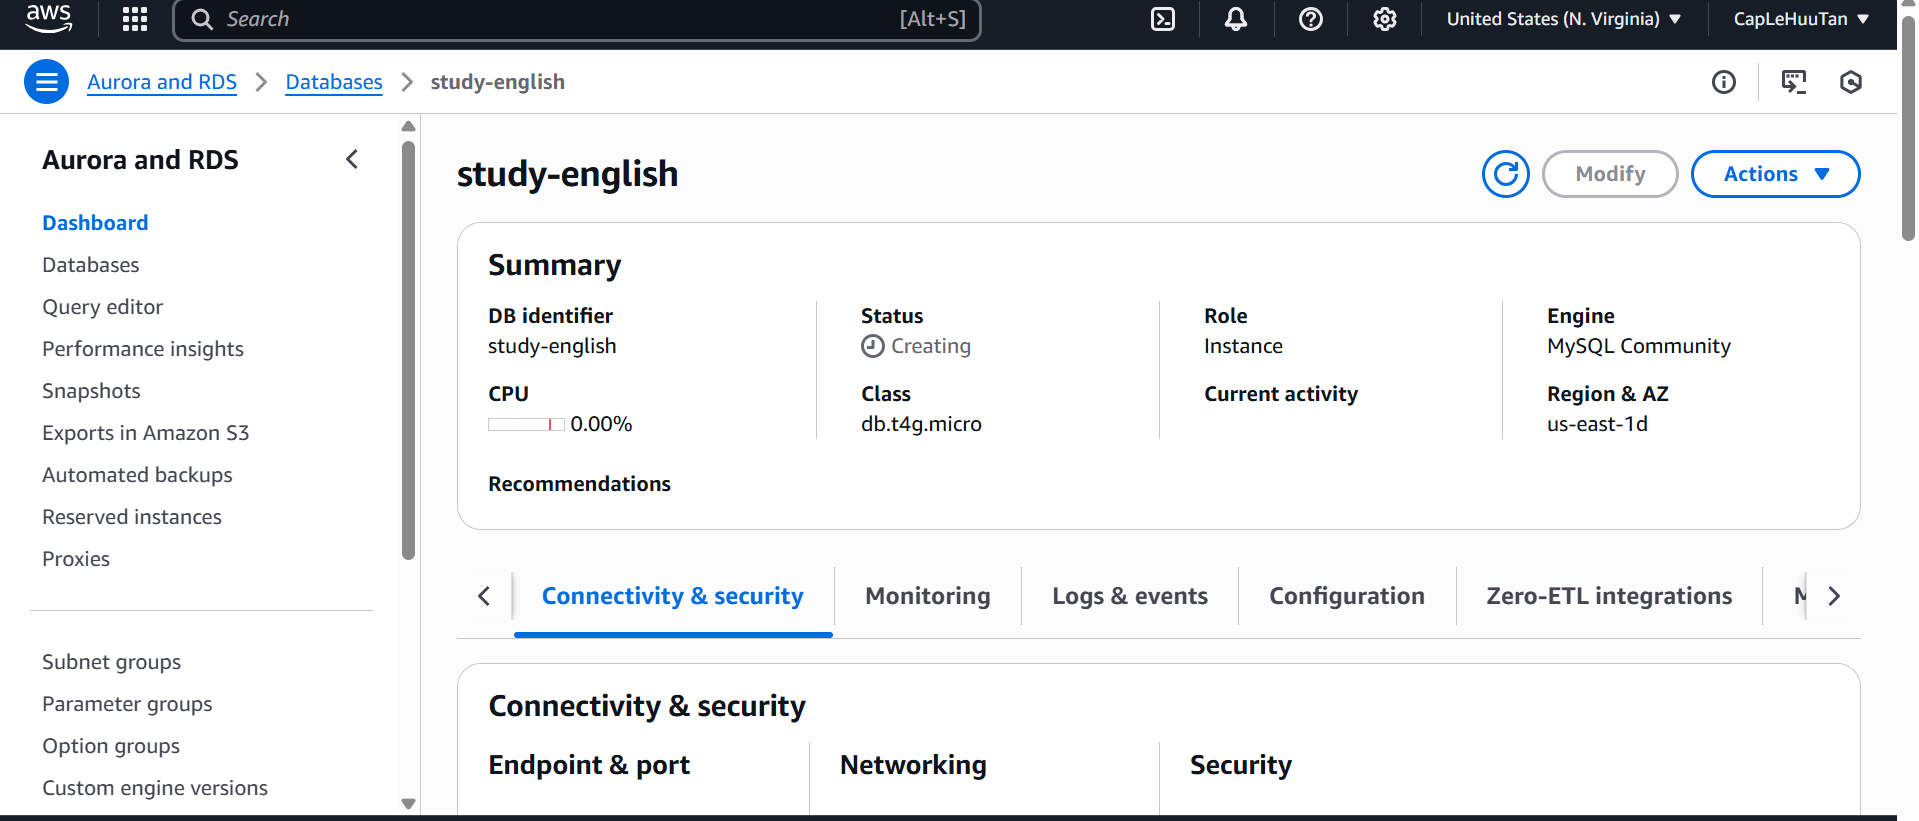 aws
Search [Alt+S]
United States (N. Virginia) CapLeHuuTan
Aurora and RDS Databases study-english
Aurora and RDS
Dashboard
Databases
Query editor
Performance insights
Snapshots
Exports in Amazon S3
Automated backups
Reserved instances
Proxies
Subnet groups
Parameter groups
Option groups
Custom engine versions
study-english
Modify
Actions
Summary
DB identifier
study-english
Status
Creating
Role
Instance
Engine
MySQL Community
CPU
0.00%
Class
db.t4g.micro
Current activity
Region & AZ
us-east-1d
Recommendations
Connectivity & security
Monitoring
Logs & events
Configuration
Zero-ETL integrations
Connectivity & security
Endpoint & port
Networking
Security